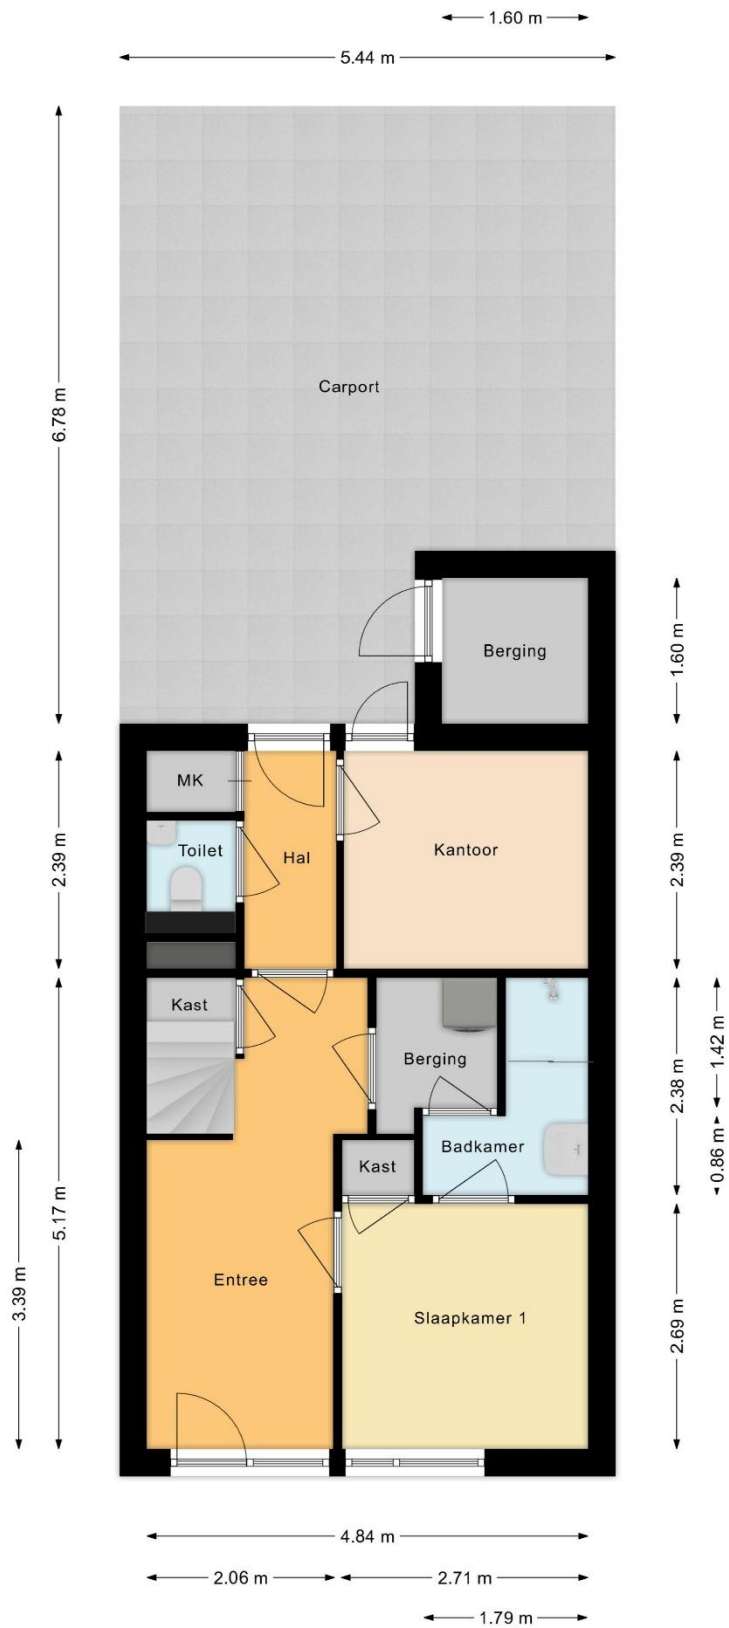 1.60 m
5.44 m
6.78 m
Carport
Berging
1.60 m
MK
Toilet
Hal
Kantoor
2.39 m
2.39 m
Kast
Berging
1.42 m
2.38 m
Badkamer
0.86 m
Kast
5.17 m
3.39 m
Entree
Slaapkamer 1
2.69 m
4.84 m
2.06 m
2.71 m
1.79 m